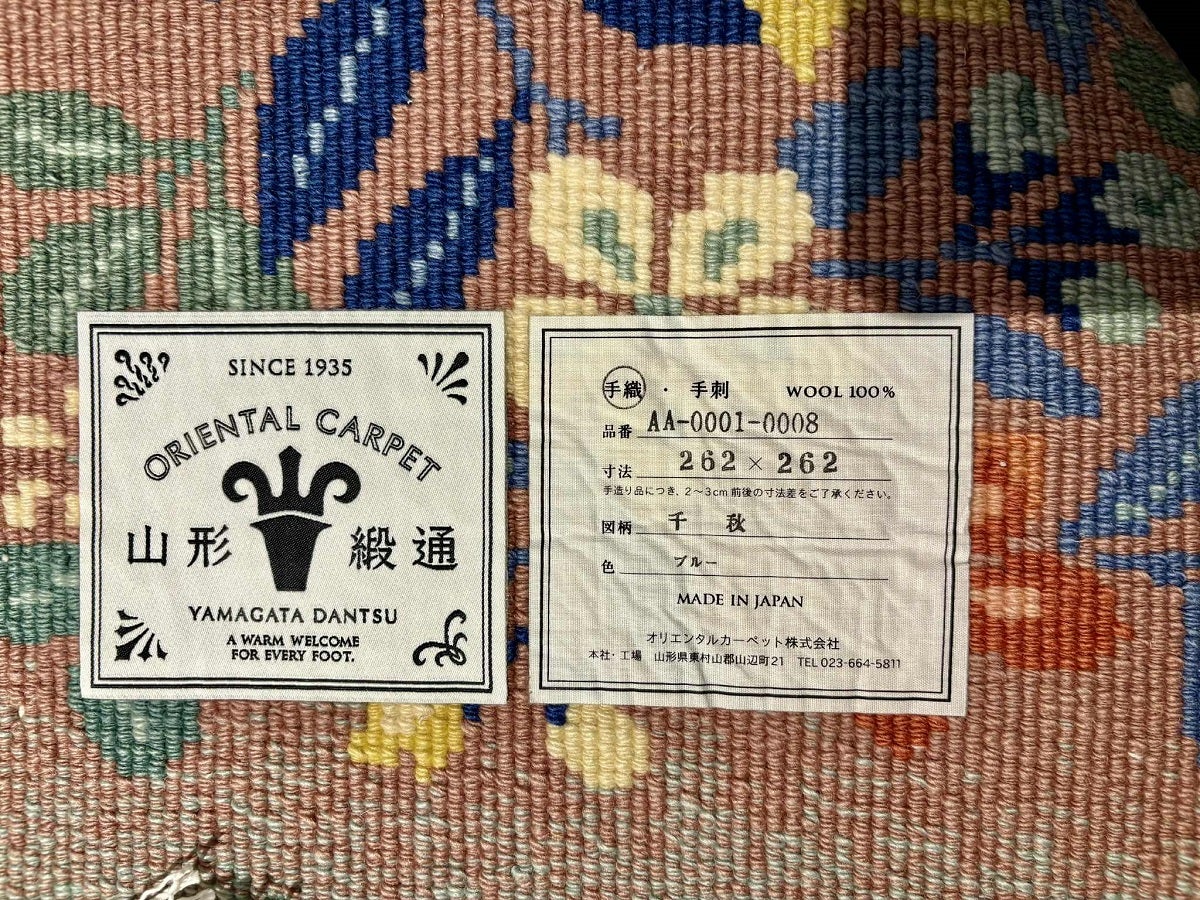 SINCE 1935
ORIENTAL CARPET
山形 緞通
YAMAGATA DANTSU
A WARM WELCOME
FOR EVERY FOOT.
手織 ・ 手刺 WOOL 100%
品番 AA-0001-0008
寸法 262 × 262
手造り品につき、2〜3cm前後の寸法差をご了承ください。
図柄 千 秋
色 ブルー
MADE IN JAPAN
オリエンタルカーペット株式会社
本社・工場 山形県東村山郡山辺町21 TEL 023-664-5811